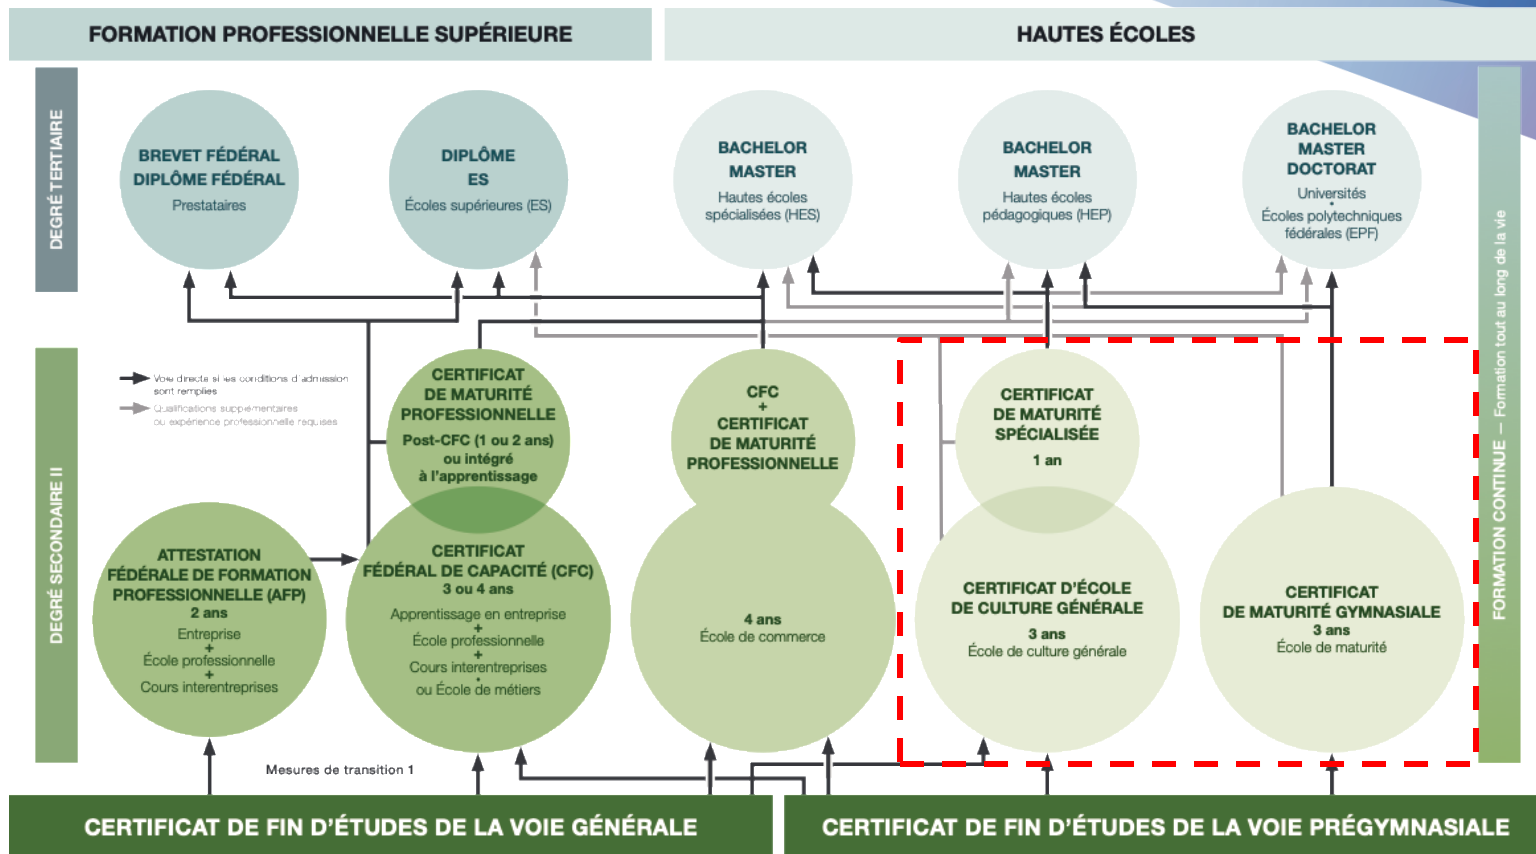 FORMATION PROFESSIONNELLE SUPÉRIEURE
HAUTES ÉCOLES
DEGRÉ TERTIAIRE
BREVET FÉDÉRAL
DIPLÔME FÉDÉRAL
Prestataires
DIPLÔME
ES
Écoles supérieures (ES)
BACHELOR
MASTER
Hautes écoles
spécialisées (HES)
BACHELOR
MASTER
Hautes écoles
pédagogiques (HEP)
BACHELOR
MASTER
DOCTORAT
Universités
•
Écoles polytechniques
fédérales (EPF)
FORMATION CONTINUE — Formation tout au long de la vie
DEGRÉ SECONDAIRE II
Voie directe si les conditions d'admission
sont remplies
Qualifications supplémentaires
ou expérience professionnelle requises
CERTIFICAT
DE MATURITÉ
PROFESSIONNELLE
Post-CFC (1 ou 2 ans)
ou intégré
à l'apprentissage
CFC
+
CERTIFICAT
DE MATURITÉ
PROFESSIONNELLE
CERTIFICAT
DE MATURITÉ
SPÉCIALISÉE
1 an
ATTESTATION
FÉDÉRALE DE FORMATION
PROFESSIONNELLE (AFP)
2 ans
Entreprise
+
École professionnelle
+
Cours interentreprises
CERTIFICAT
FÉDÉRAL DE CAPACITÉ (CFC)
3 ou 4 ans
Apprentissage en entreprise
+
École professionnelle
+
Cours interentreprises
•
ou École de métiers
4 ans
École de commerce
CERTIFICAT D'ÉCOLE
DE CULTURE GÉNÉRALE
3 ans
École de culture générale
CERTIFICAT
DE MATURITÉ GYMNASIALE
3 ans
École de maturité
Mesures de transition 1
CERTIFICAT DE FIN D'ÉTUDES DE LA VOIE GÉNÉRALE
CERTIFICAT DE FIN D'ÉTUDES DE LA VOIE PRÉGYMNASIALE